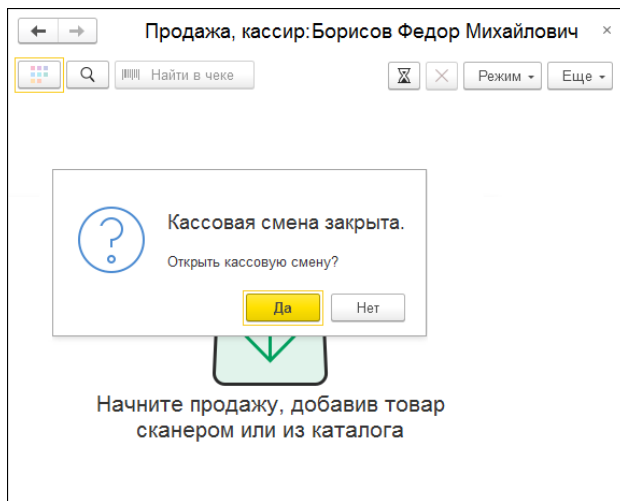 Продажа, кассир:Борисов Федор Михайлович
Найти в чеке
Режим
Еще
Кассовая смена закрыта.
Открыть кассовую смену?
Да
Нет
Начните продажу, добавив товар
сканером или из каталога